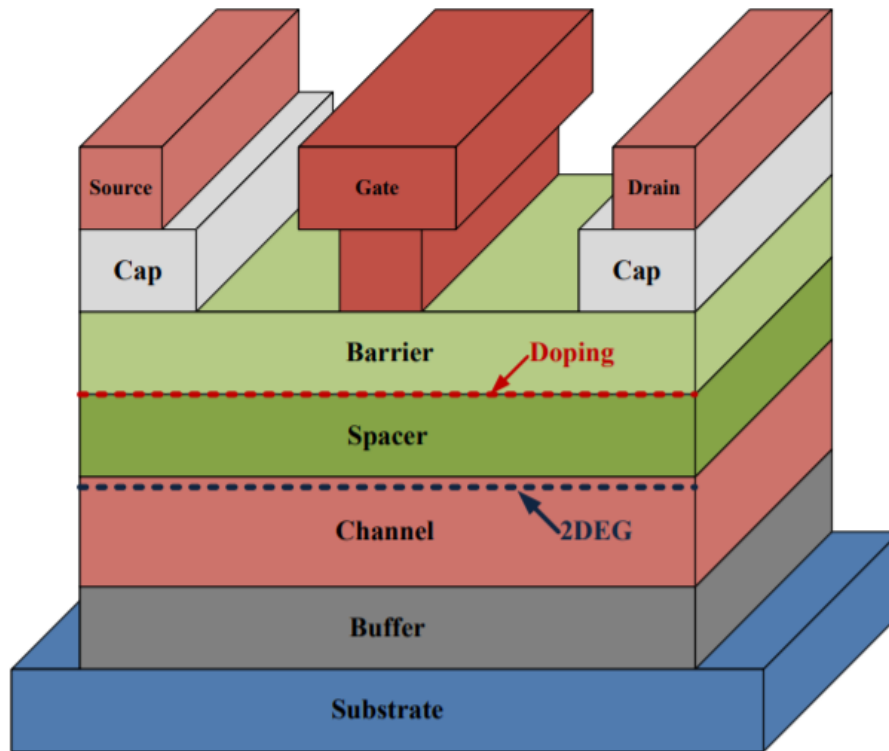 Source
Gate
Drain
Cap
Cap
Barrier
Doping
Spacer
Channel
2DEG
Buffer
Substrate